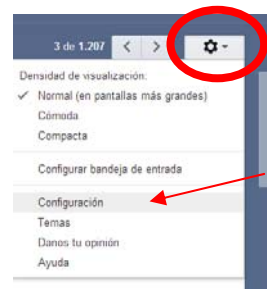 3 de 1.207
Densidad de visualización:
Normal (en pantallas más grandes)
Cómoda
Compacta
Configurar bandeja de entrada
Configuración
Temas
Danos tu opinión
Ayuda